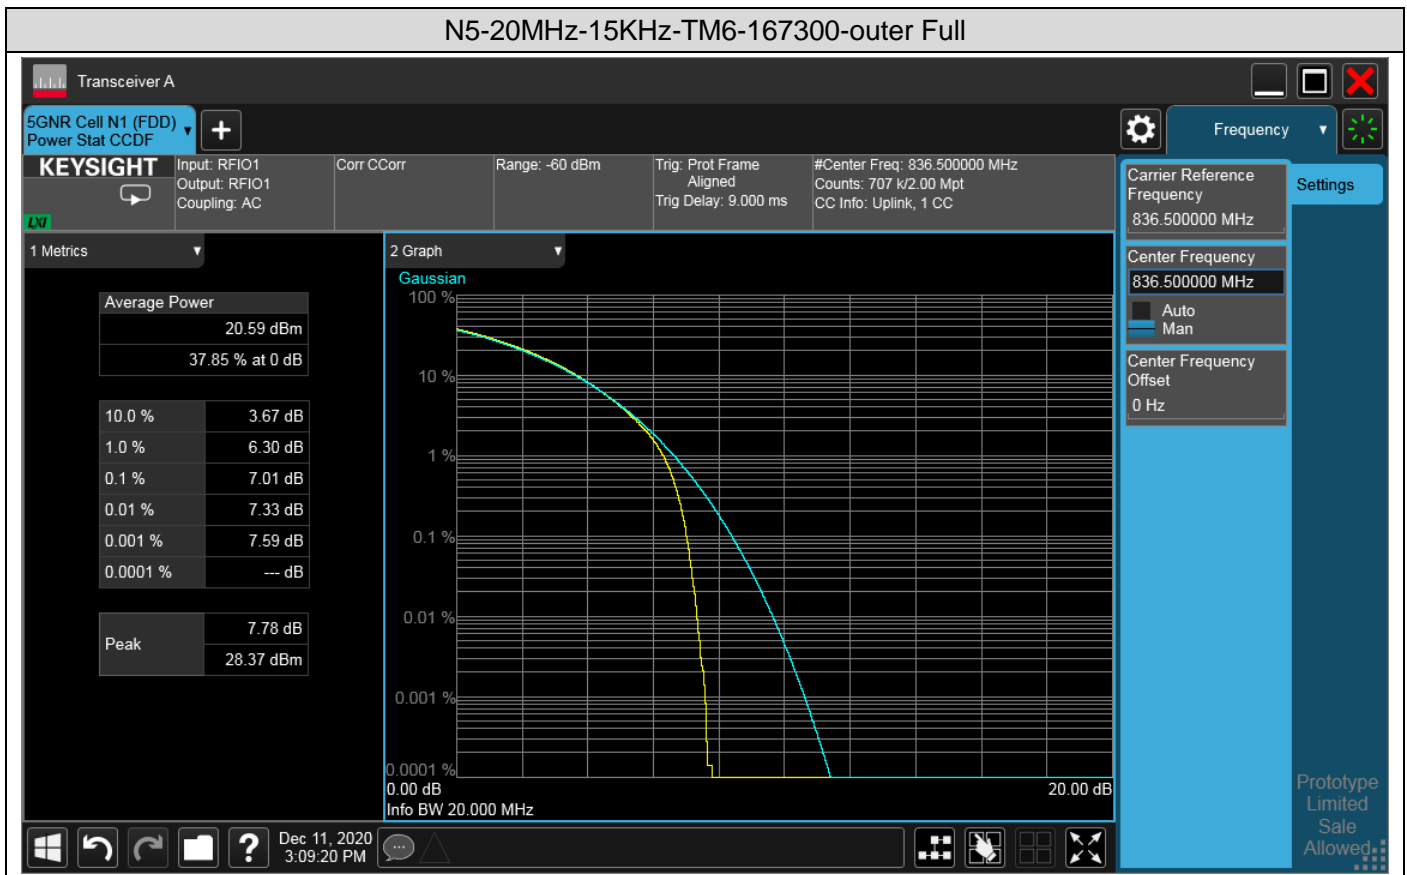 N5-20MHz-15KHz-TM6-167300-outer Full
Transceiver A
5GNR Cell N1 (FDD)
Power Stat CCDF
Frequency
KEYSIGHT
LXI
Input: RFIO1
Output: RFIO1
Coupling: AC
Corr CCorr
Range: -60 dBm
Trig: Prot Frame
Aligned
Trig Delay: 9.000 ms
#Center Freq: 836.500000 MHz
Counts: 707 k/2.00 Mpt
CC Info: Uplink, 1 CC
Carrier Reference
Frequency
836.500000 MHz
Settings
Center Frequency
836.500000 MHz
Auto
Man
Center Frequency
Offset
0 Hz
1 Metrics
Average Power
20.59 dBm
37.85 % at 0 dB
10.0 % 3.67 dB
1.0 % 6.30 dB
0.1 % 7.01 dB
0.01 % 7.33 dB
0.001 % 7.59 dB
0.0001 % --- dB
Peak
7.78 dB
28.37 dBm
2 Graph
Gaussian
100 %
10 %
1 %
0.1 %
0.01 %
0.001 %
0.0001 %
0.00 dB
20.00 dB
Info BW 20.000 MHz
Prototype
Limited
Sale
Allowed
?
Dec 11, 2020
3:09:20 PM